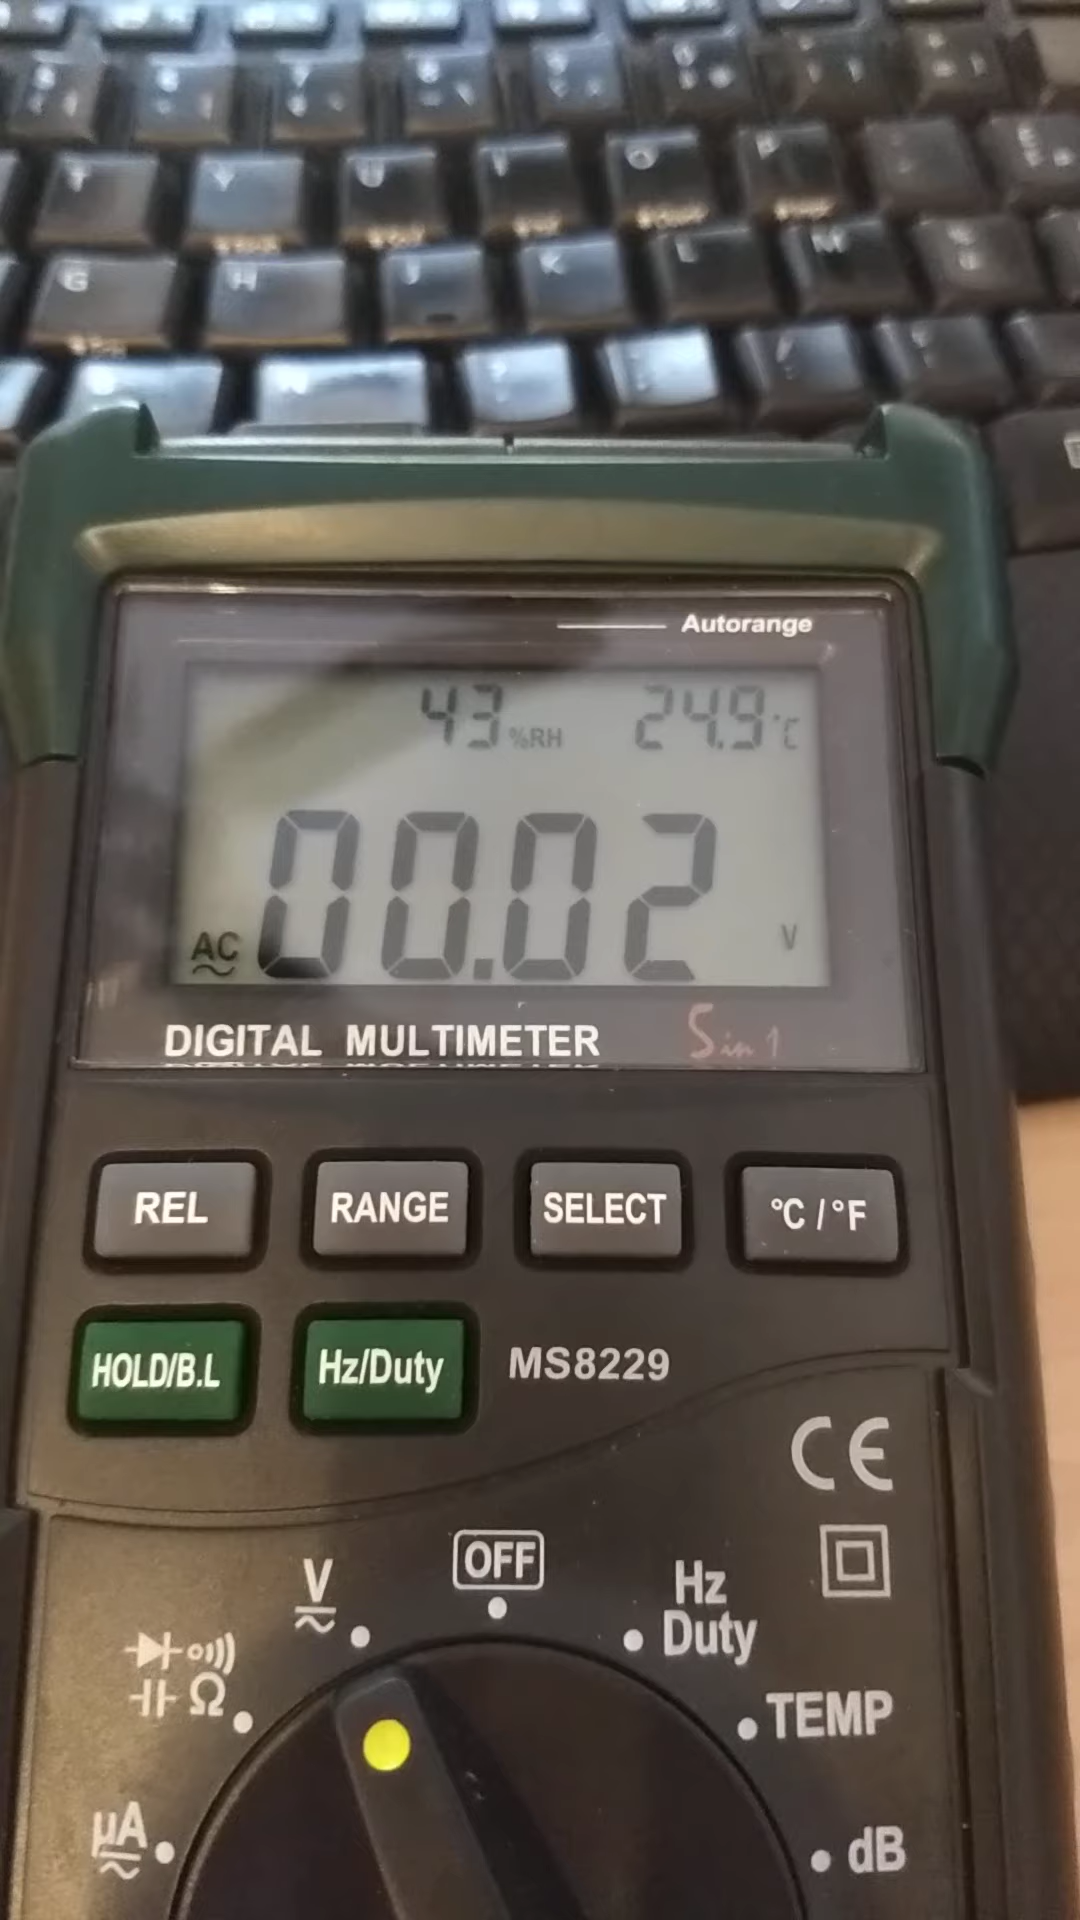 T Y U I O P
G H J K L M
Autorange
43 %RH 24.9 °C
AC 00.02 V
DIGITAL MULTIMETER 5 in 1
REL RANGE SELECT °C / °F
HOLD/B.L Hz/Duty MS8229
CE
OFF
V
Hz
Duty
Ω
TEMP
µA
dB